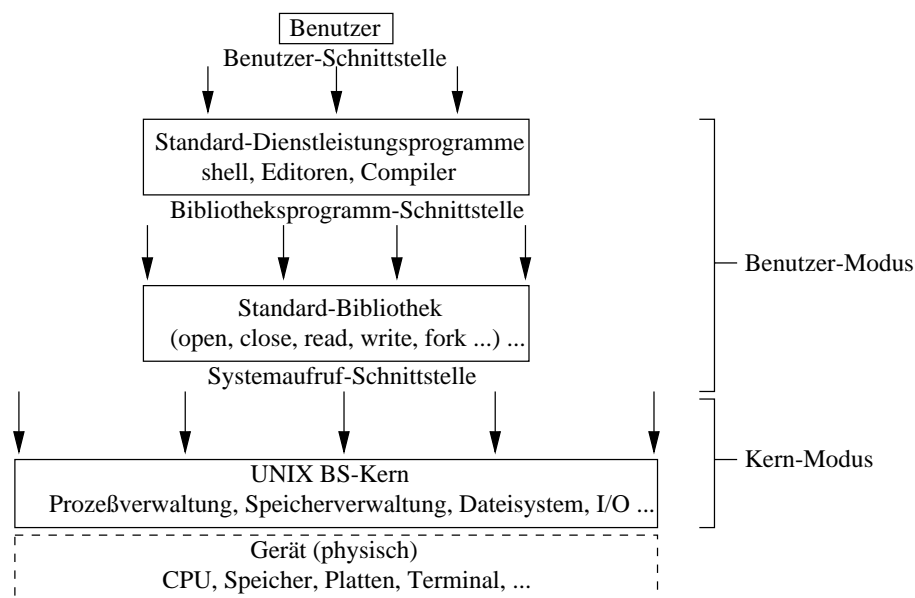 Benutzer
Benutzer-Schnittstelle
Standard-Dienstleistungsprogramme
shell, Editoren, Compiler
Bibliotheksprogramm-Schnittstelle
Benutzer-Modus
Standard-Bibliothek
(open, close, read, write, fork ...) ...
Systemaufruf-Schnittstelle
Kern-Modus
UNIX BS-Kern
Prozeßverwaltung, Speicherverwaltung, Dateisystem, I/O ...
Gerät (physisch)
CPU, Speicher, Platten, Terminal, ...